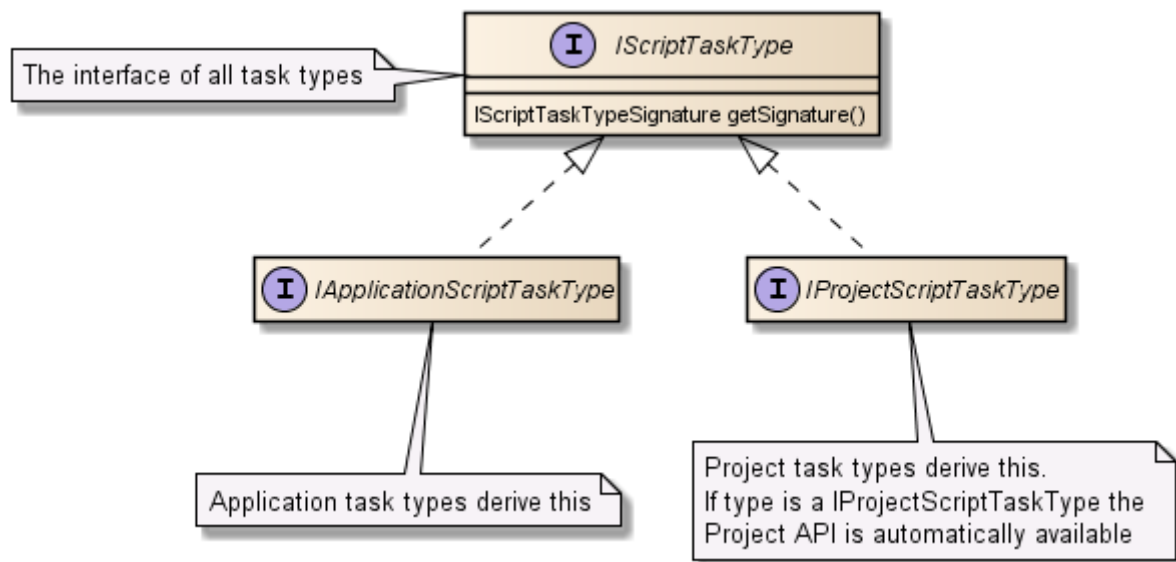 I IScriptTaskType
The interface of all task types
IScriptTaskTypeSignature getSignature()
I IApplicationScriptTaskType
I IProjectScriptTaskType
Application task types derive this
Project task types derive this.
If type is a IProjectScriptTaskType the
Project API is automatically available